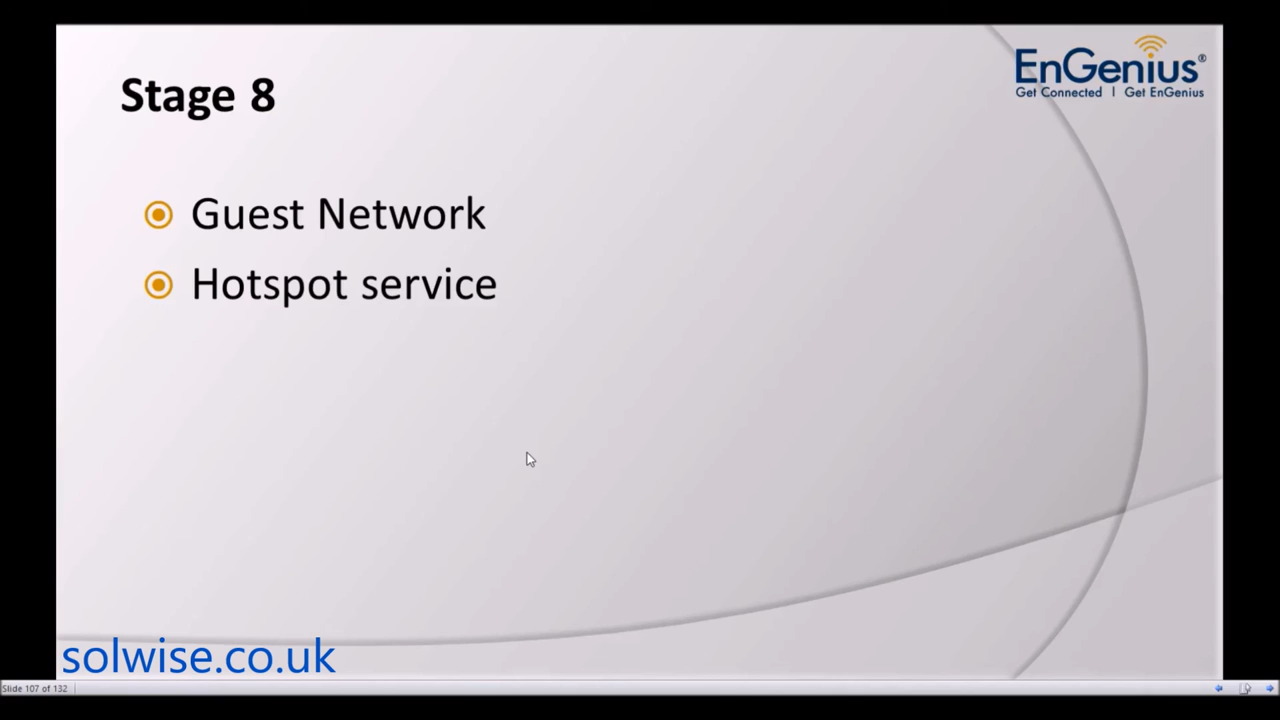 EnGenius®
Get Connected | Get EnGenius
Stage 8
Guest Network
Hotspot service
solwise.co.uk
Slide 107 of 132